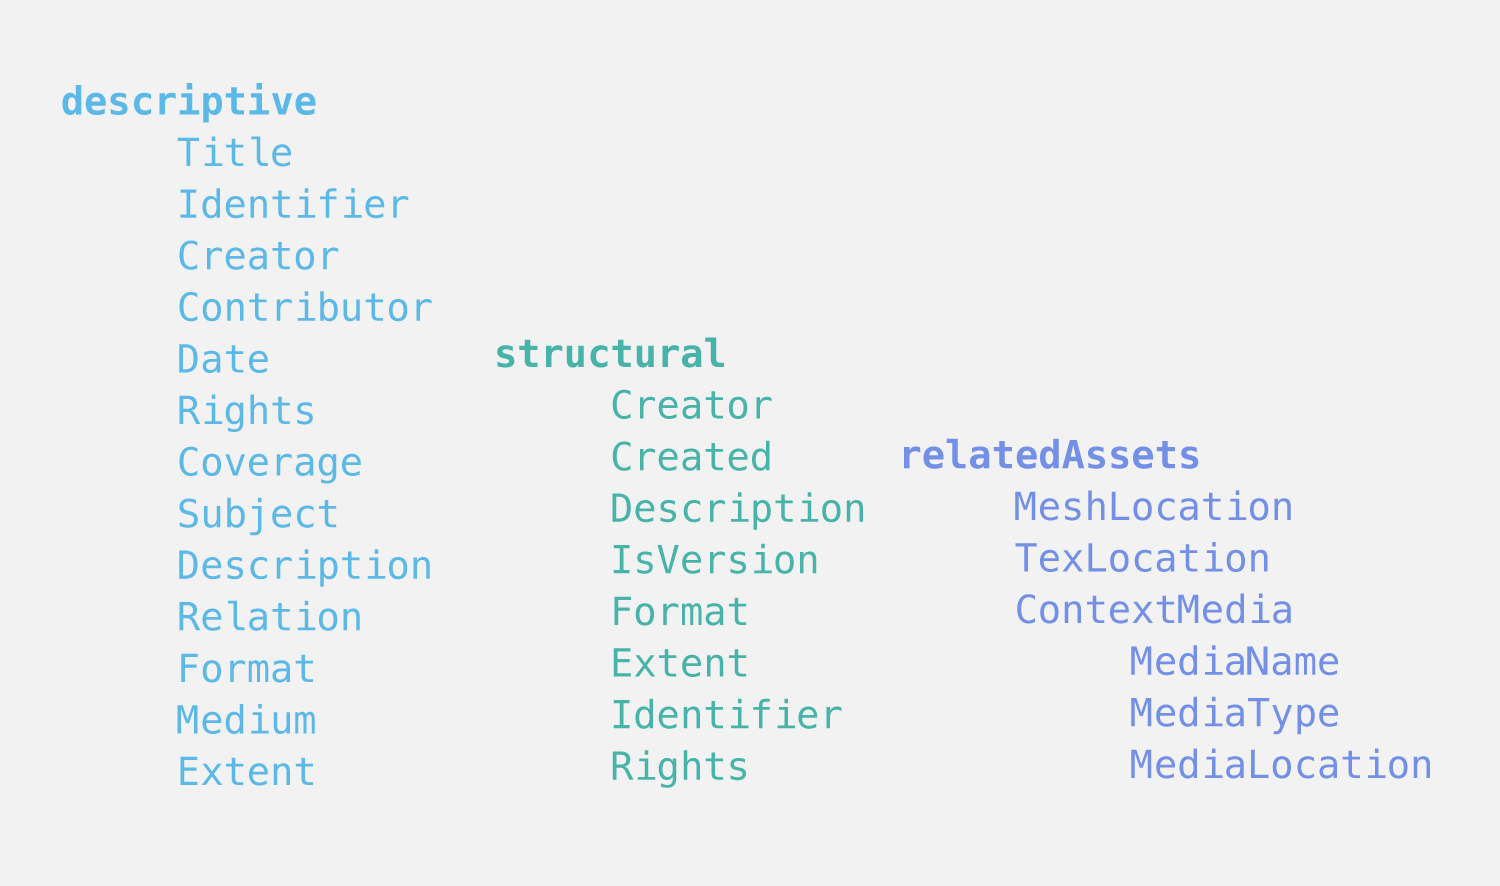 descriptive
Title
Identifier
Creator
Contributor
Date
Rights
Coverage
Subject
Description
Relation
Format
Medium
Extent
structural
Creator
Created
Description
IsVersion
Format
Extent
Identifier
Rights
relatedAssets
MeshLocation
TexLocation
ContextMedia
MediaName
MediaType
MediaLocation